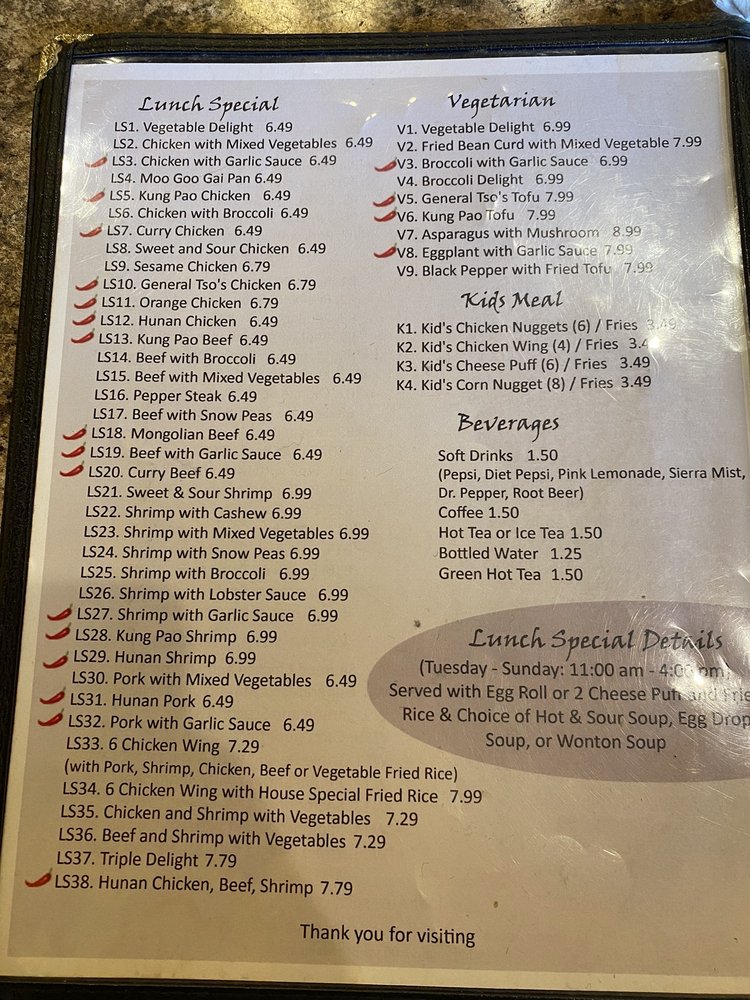 Lunch Special
LS1. Vegetable Delight 6.49
LS2. Chicken with Mixed Vegetables 6.49
LS3. Chicken with Garlic Sauce 6.49
LS4. Moo Goo Gai Pan 6.49
LS5. Kung Pao Chicken 6.49
LS6. Chicken with Broccoli 6.49
LS7. Curry Chicken 6.49
LS8. Sweet and Sour Chicken 6.49
LS9. Sesame Chicken 6.79
LS10. General Tso's Chicken 6.79
LS11. Orange Chicken 6.79
LS12. Hunan Chicken 6.49
LS13. Kung Pao Beef 6.49
LS14. Beef with Broccoli 6.49
LS15. Beef with Mixed Vegetables 6.49
LS16. Pepper Steak 6.49
LS17. Beef with Snow Peas 6.49
LS18. Mongolian Beef 6.49
LS19. Beef with Garlic Sauce 6.49
LS20. Curry Beef 6.49
LS21. Sweet & Sour Shrimp 6.99
LS22. Shrimp with Cashew 6.99
LS23. Shrimp with Mixed Vegetables 6.99
LS24. Shrimp with Snow Peas 6.99
LS25. Shrimp with Broccoli 6.99
LS26. Shrimp with Lobster Sauce 6.99
LS27. Shrimp with Garlic Sauce 6.99
LS28. Kung Pao Shrimp 6.99
LS29. Hunan Shrimp 6.99
LS30. Pork with Mixed Vegetables 6.49
LS31. Hunan Pork 6.49
LS32. Pork with Garlic Sauce 6.49
LS33. 6 Chicken Wing 7.29
(with Pork, Shrimp, Chicken, Beef or Vegetable Fried Rice)
LS34. 6 Chicken Wing with House Special Fried Rice 7.99
LS35. Chicken and Shrimp with Vegetables 7.29
LS36. Beef and Shrimp with Vegetables 7.29
LS37. Triple Delight 7.79
LS38. Hunan Chicken, Beef, Shrimp 7.79
Vegetarian
V1. Vegetable Delight 6.99
V2. Fried Bean Curd with Mixed Vegetable 7.99
V3. Broccoli with Garlic Sauce 6.99
V4. Broccoli Delight 6.99
V5. General Tso's Tofu 7.99
V6. Kung Pao Tofu 7.99
V7. Asparagus with Mushroom 8.99
V8. Eggplant with Garlic Sauce 7.99
V9. Black Pepper with Fried Tofu 7.99
Kids Meal
K1. Kid's Chicken Nuggets (6) / Fries 3.49
K2. Kid's Chicken Wing (4) / Fries
K3. Kid's Cheese Puff (6) / Fries 3.49
K4. Kid's Corn Nugget (8) / Fries 3.49
Beverages
Soft Drinks 1.50
(Pepsi, Diet Pepsi, Pink Lemonade, Sierra Mist,
Dr. Pepper, Root Beer)
Coffee 1.50
Hot Tea or Ice Tea 1.50
Bottled Water 1.25
Green Hot Tea 1.50
Lunch Special Details
(Tuesday - Sunday: 11:00 am - 4:00 pm)
Served with Egg Roll or 2 Cheese Puff and
Rice & Choice of Hot & Sour Soup, Egg Drop
Soup, or Wonton Soup
Thank you for visiting